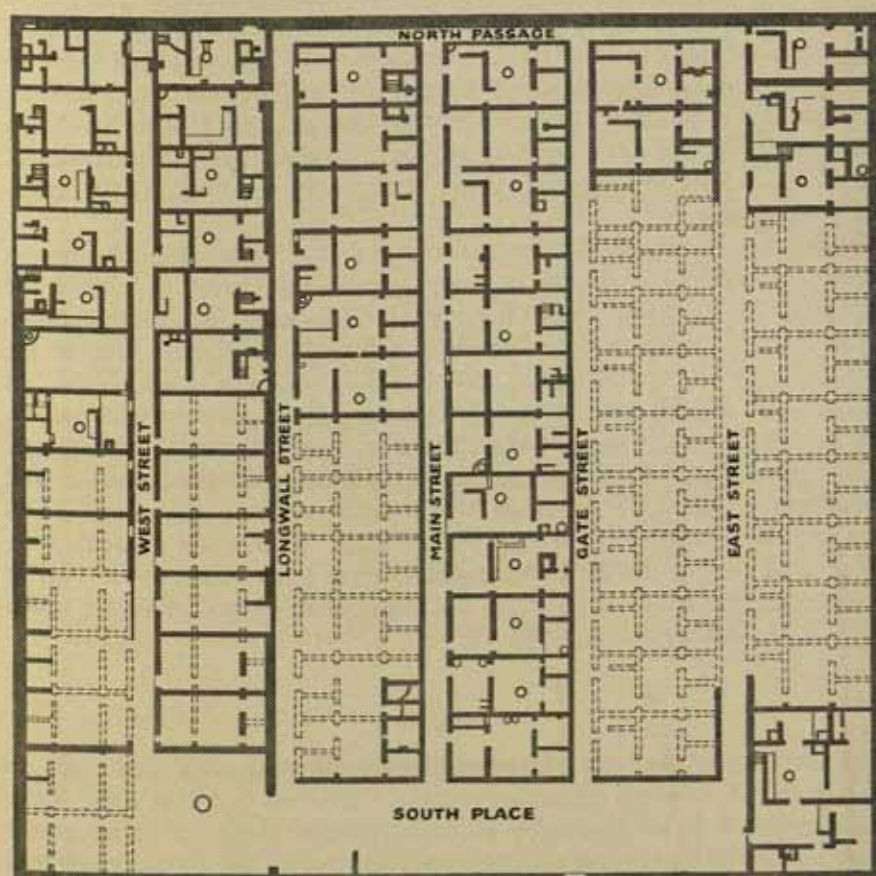 NORTH PASSAGE
WEST STREET
LONGWALL STREET
MAIN STREET
GATE STREET
EAST STREET
SOUTH PLACE